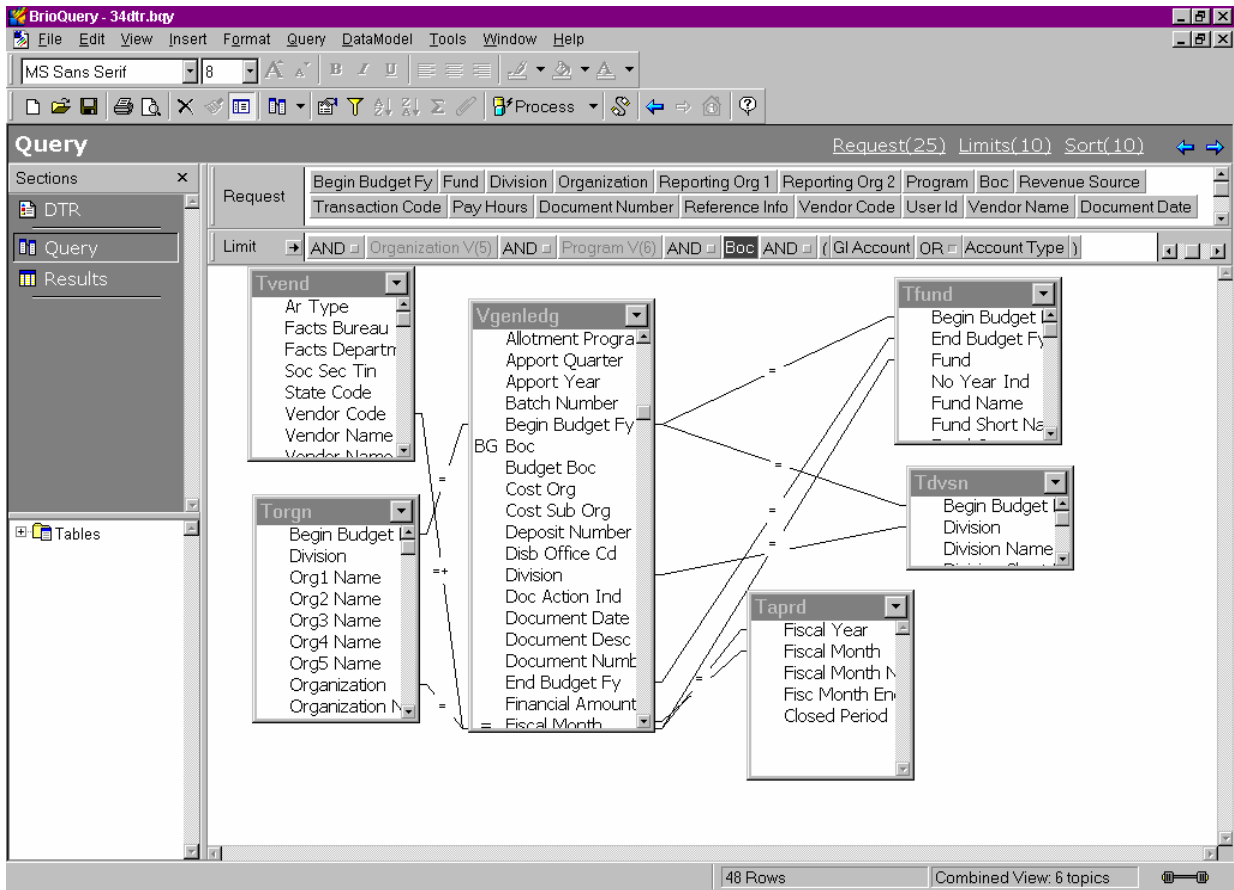 BrioQuery - 34dtr.bqy
File Edit View Insert Format Query DataModel Tools Window Help
MS Sans Serif 8 A A B I U A
Process
Query Request(25) Limits(10) Sort(10)
Sections ×
DTR
Query
Results
Tables
Request
Begin Budget Fy Fund Division Organization Reporting Org 1 Reporting Org 2 Program Boc Revenue Source
Transaction Code Pay Hours Document Number Reference Info Vendor Code User Id Vendor Name Document Date
Limit AND Organization V(5) AND Program V(6) AND Boc AND ( Gl Account OR Account Type )
Tvend
Ar Type
Facts Bureau
Facts Departm
Soc Sec Tin
State Code
Vendor Code
Vendor Name
Vendor Name
Torgn
Begin Budget
Division
Org1 Name
Org2 Name
Org3 Name
Org4 Name
Org5 Name
Organization
Organization N
=
=+
=
Vgenledg
Allotment Progra
Apport Quarter
Apport Year
Batch Number
Begin Budget Fy
BG Boc
Budget Boc
Cost Org
Cost Sub Org
Deposit Number
Disb Office Cd
Division
Doc Action Ind
Document Date
Document Desc
Document Numb
End Budget Fy
Financial Amount
= Fiscal Month
=
=
=
=
=
Tfund
Begin Budget
End Budget Fy
Fund
No Year Ind
Fund Name
Fund Short Na
Tdvsn
Begin Budget
Division
Division Name
Taprd
Fiscal Year
Fiscal Month
Fiscal Month N
Fisc Month En
Closed Period
48 Rows Combined View: 6 topics